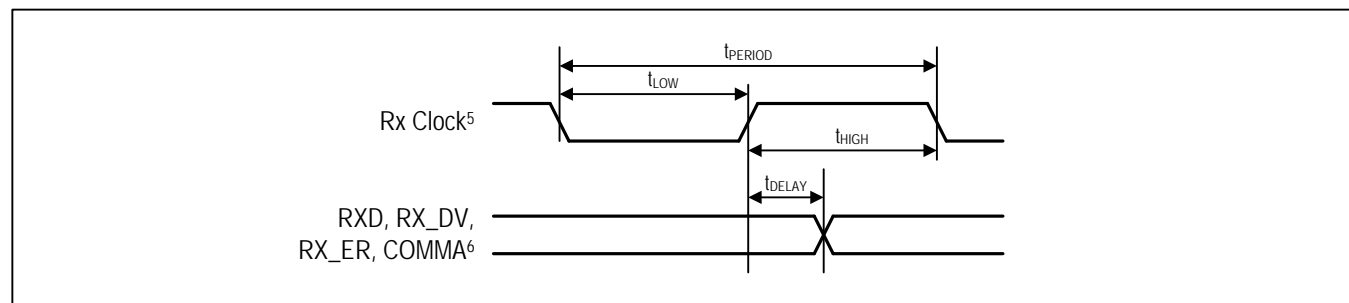 tPERIOD
tLOW
Rx Clock5
tHIGH
tDELAY
RXD, RX_DV,
RX_ER, COMMA6